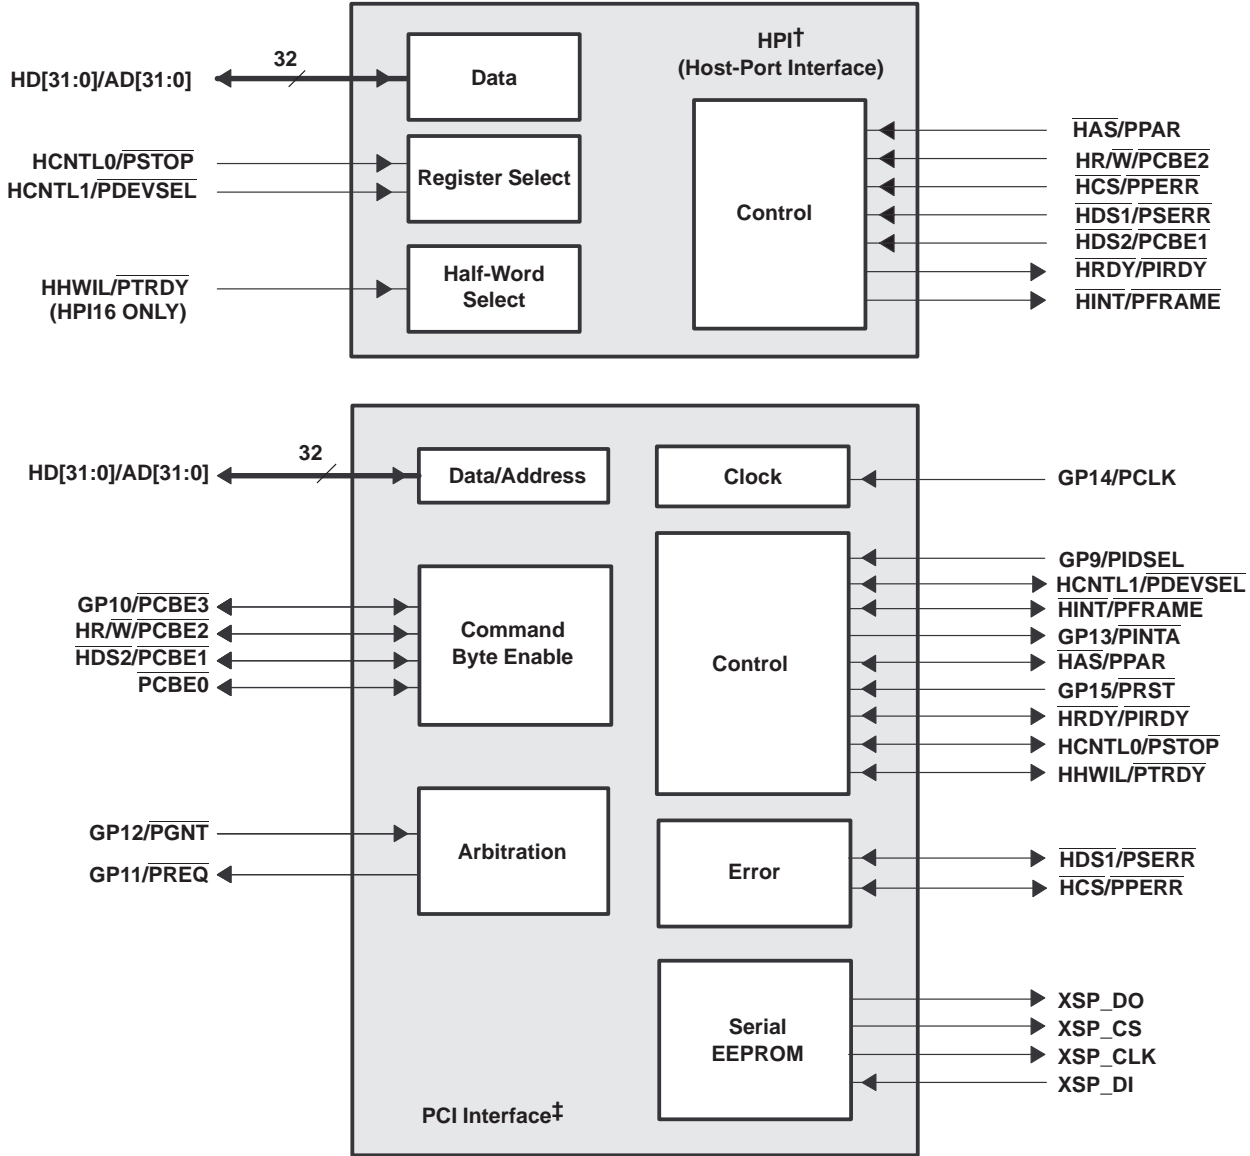 HPI†
(Host-Port Interface)
32
HD[31:0]/AD[31:0]
Data
HCNTL0/PSTOP
HCNTL1/PDEVSEL
Register Select
HHWIL/PTRDY
(HPI16 ONLY)
Half-Word
Select
Control
HAS/PPAR
HR/W/PCBE2
HCS/PPERR
HDS1/PSERR
HDS2/PCBE1
HRDY/PIRDY
HINT/PFRAME
32
HD[31:0]/AD[31:0]
Data/Address
Clock
GP14/PCLK
GP10/PCBE3
HR/W/PCBE2
HDS2/PCBE1
PCBE0
Command
Byte Enable
Control
GP9/PIDSEL
HCNTL1/PDEVSEL
HINT/PFRAME
GP13/PINTA
HAS/PPAR
GP15/PRST
HRDY/PIRDY
HCNTL0/PSTOP
HHWIL/PTRDY
GP12/PGNT
GP11/PREQ
Arbitration
Error
HDS1/PSERR
HCS/PPERR
Serial
EEPROM
XSP_DO
XSP_CS
XSP_CLK
XSP_DI
PCI Interface‡